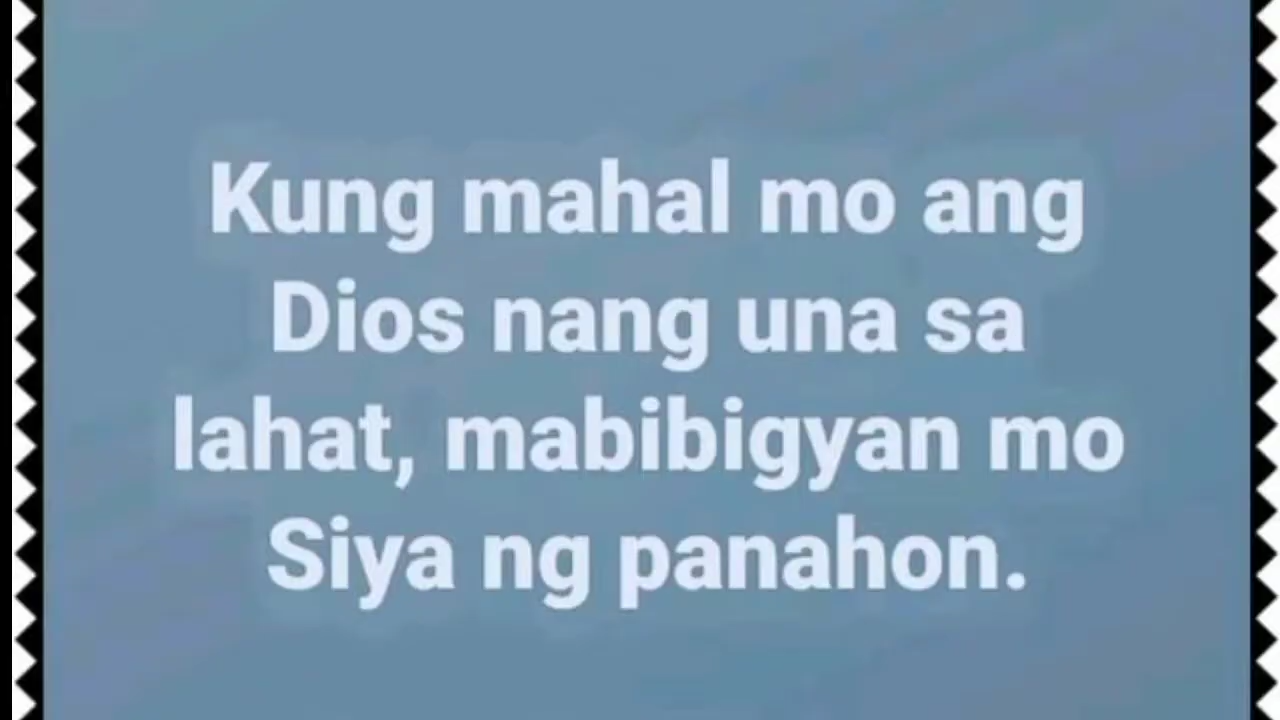 Kung mahal mo ang
Dios nang una sa
lahat, mabibigyan mo
Siya ng panahon.